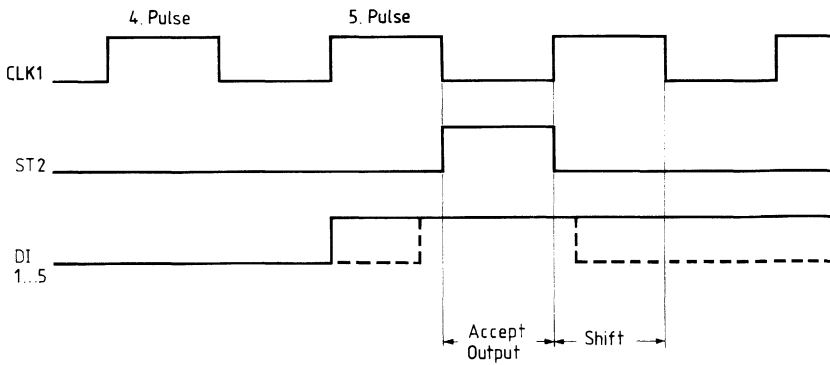 4. Pulse
5. Pulse
CLK1
ST2
DI
1...5
Accept
Output
Shift